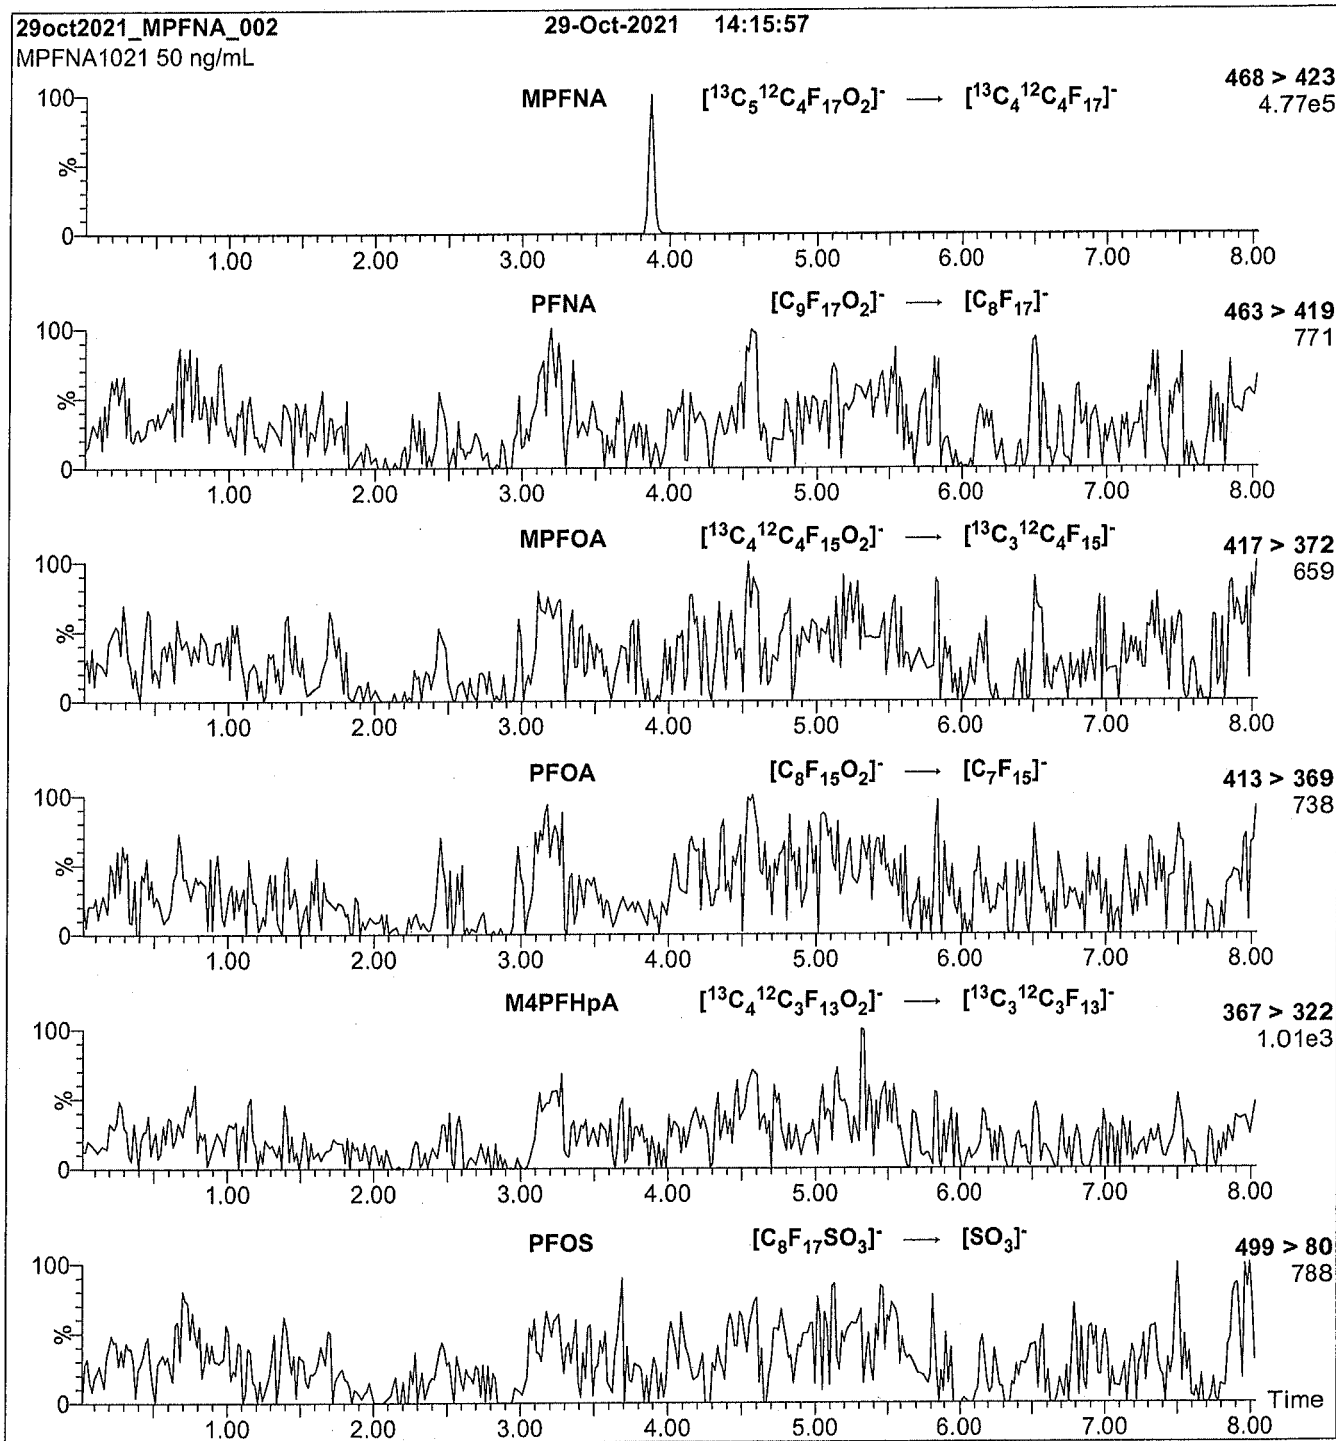 29oct2021_MPFNA_002 29-Oct-2021 14:15:57
MPFNA1021 50 ng/mL
468 > 423
MPFNA [¹³C₅¹²C₄F₁₇O₂]⁻ → [¹³C₄¹²C₄F₁₇]⁻ 4.77e5
100
%
0
1.00 2.00 3.00 4.00 5.00 6.00 7.00 8.00
PFNA [C₉F₁₇O₂]⁻ → [C₈F₁₇]⁻ 463 > 419
771
100
%
0
1.00 2.00 3.00 4.00 5.00 6.00 7.00 8.00
MPFOA [¹³C₄¹²C₄F₁₅O₂]⁻ → [¹³C₃¹²C₄F₁₅]⁻ 417 > 372
659
100
%
0
1.00 2.00 3.00 4.00 5.00 6.00 7.00 8.00
PFOA [C₈F₁₅O₂]⁻ → [C₇F₁₅]⁻ 413 > 369
738
100
%
0
1.00 2.00 3.00 4.00 5.00 6.00 7.00 8.00
M4PFHpA [¹³C₄¹²C₃F₁₃O₂]⁻ → [¹³C₃¹²C₃F₁₃]⁻ 367 > 322
1.01e3
100
%
0
1.00 2.00 3.00 4.00 5.00 6.00 7.00 8.00
PFOS [C₈F₁₇SO₃]⁻ → [SO₃]⁻ 499 > 80
788
100
%
0
Time
1.00 2.00 3.00 4.00 5.00 6.00 7.00 8.00